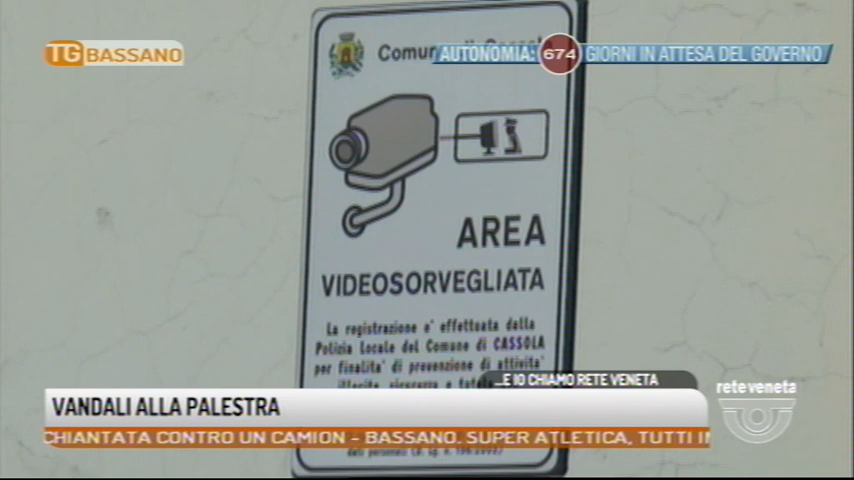 TG BASSANO
AUTONOMIA: 674 GIORNI IN ATTESA DEL GOVERNO
AREA
VIDEOSORVEGLIATA
La registrazione e' effettuata dalla
Polizia Locale del Comune di CASSOLA
per finalita' di prevenzione di attivita'
...E IO CHIAMO RETE VENETA
reteveneta
VANDALI ALLA PALESTRA
CHIANTATA CONTRO UN CAMION - BASSANO. SUPER ATLETICA, TUTTI IN
dati personali